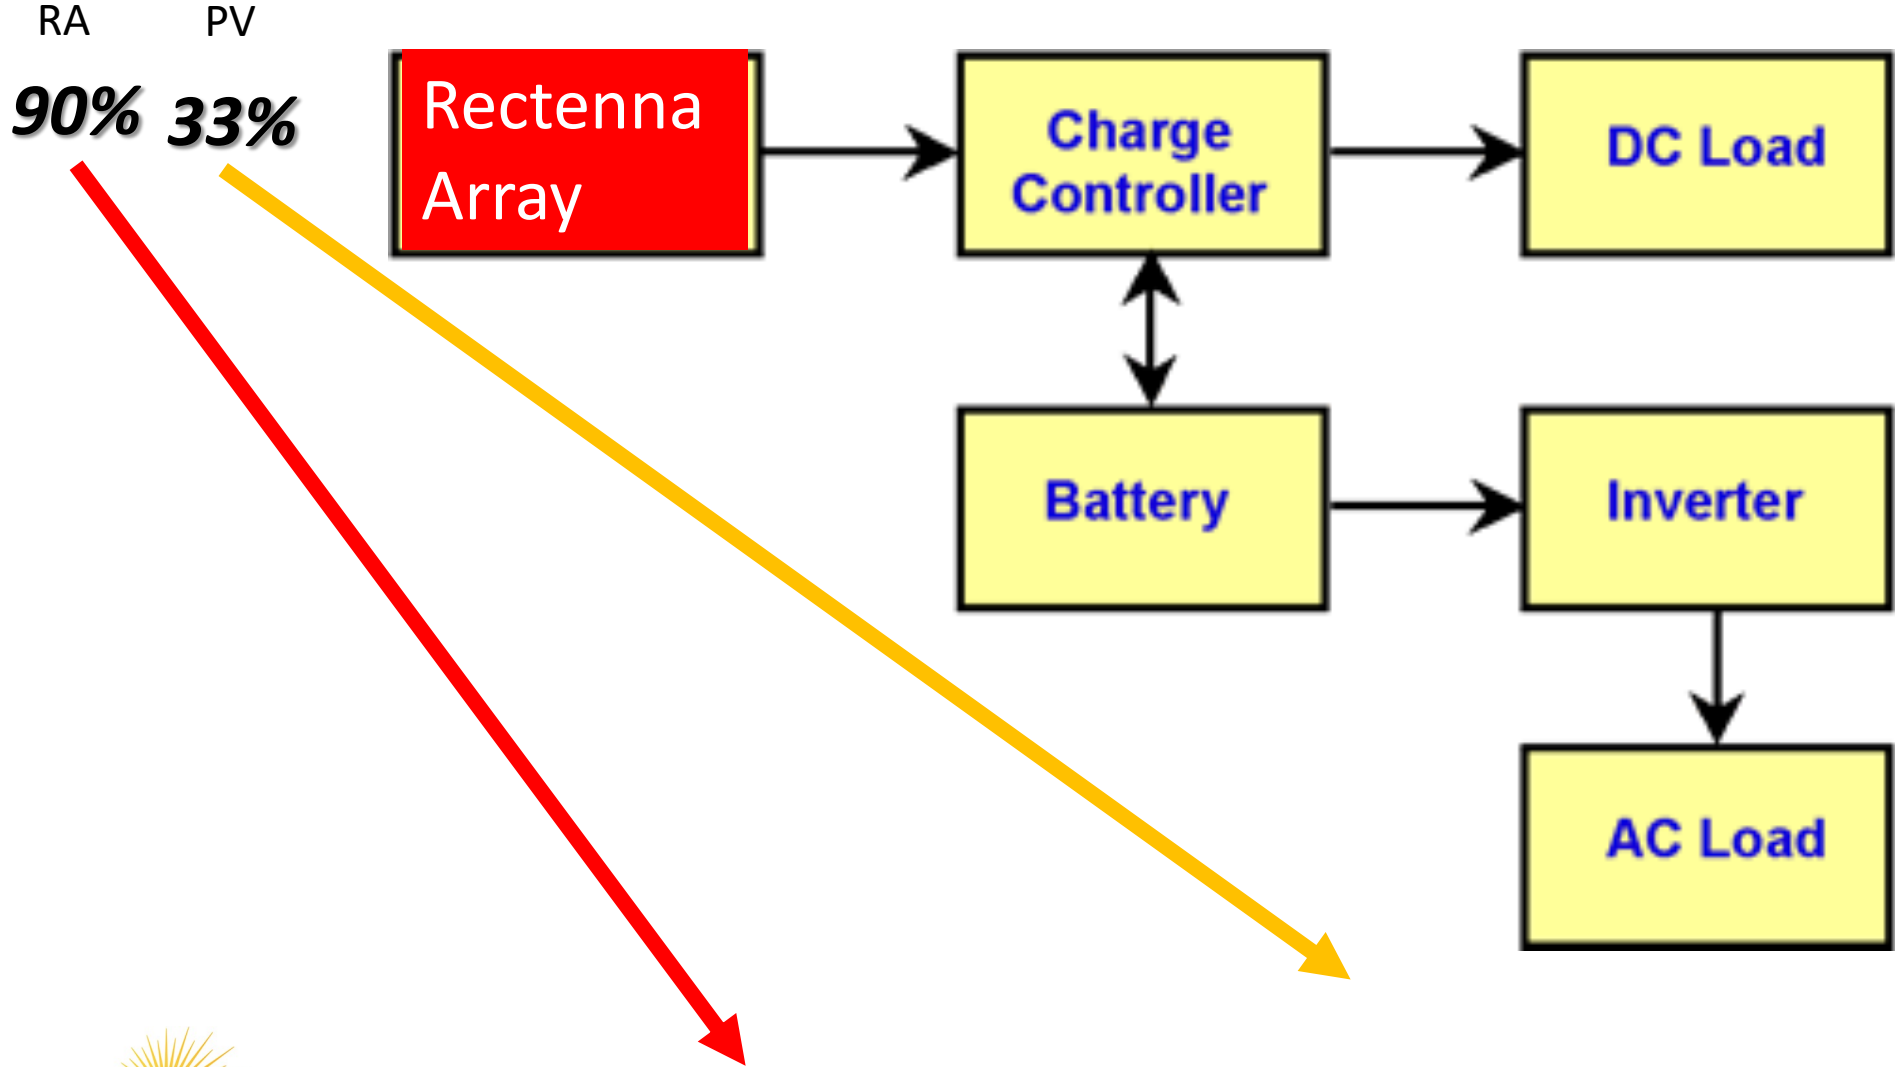 RA PV
90% 33%
Rectenna
Array
Charge
Controller
DC Load
Battery
Inverter
AC Load